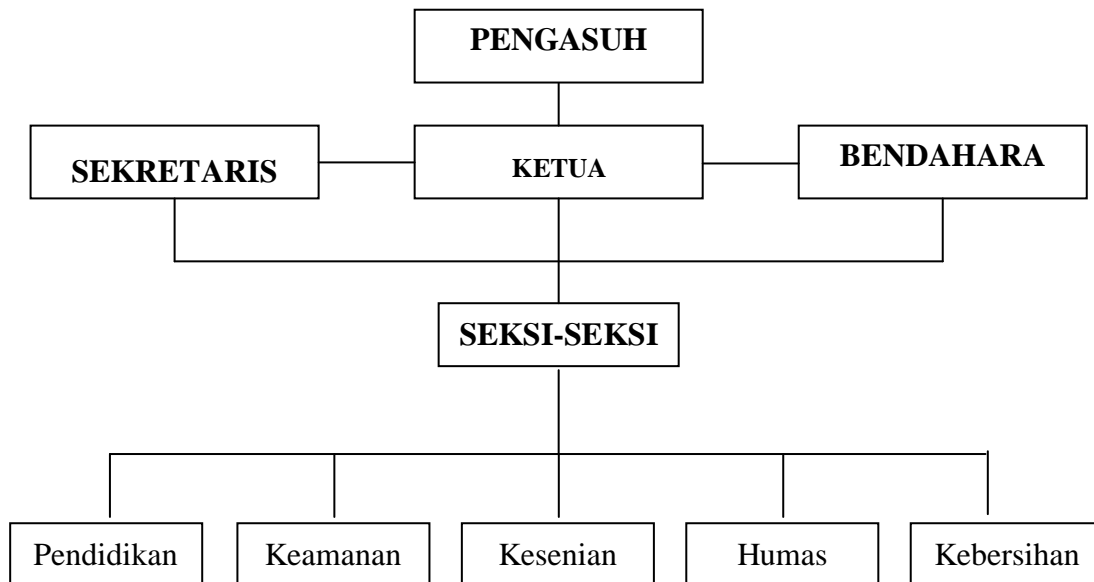 PENGASUH
SEKRETARIS
KETUA
BENDAHARA
SEKSI-SEKSI
Pendidikan
Keamanan
Kesenian
Humas
Kebersihan